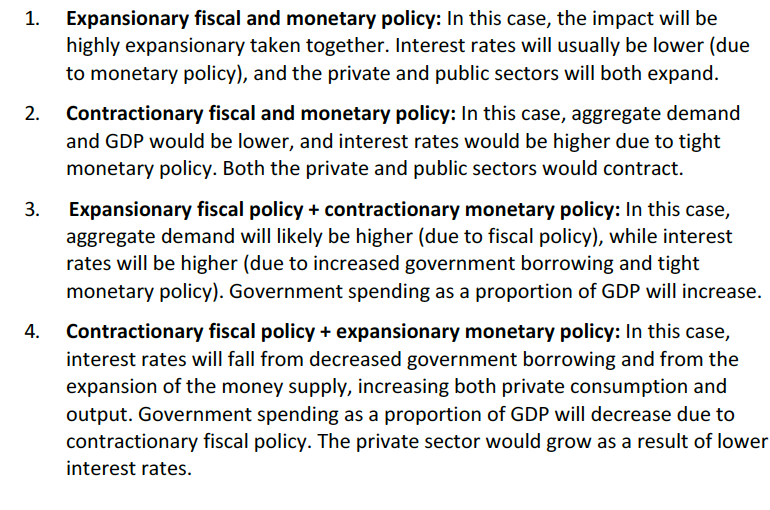 1. Expansionary fiscal and monetary policy: In this case, the impact will be
highly expansionary taken together. Interest rates will usually be lower (due
to monetary policy), and the private and public sectors will both expand.
2. Contractionary fiscal and monetary policy: In this case, aggregate demand
and GDP would be lower, and interest rates would be higher due to tight
monetary policy. Both the private and public sectors would contract.
3. Expansionary fiscal policy + contractionary monetary policy: In this case,
aggregate demand will likely be higher (due to fiscal policy), while interest
rates will be higher (due to increased government borrowing and tight
monetary policy). Government spending as a proportion of GDP will increase.
4. Contractionary fiscal policy + expansionary monetary policy: In this case,
interest rates will fall from decreased government borrowing and from the
expansion of the money supply, increasing both private consumption and
output. Government spending as a proportion of GDP will decrease due to
contractionary fiscal policy. The private sector would grow as a result of lower
interest rates.